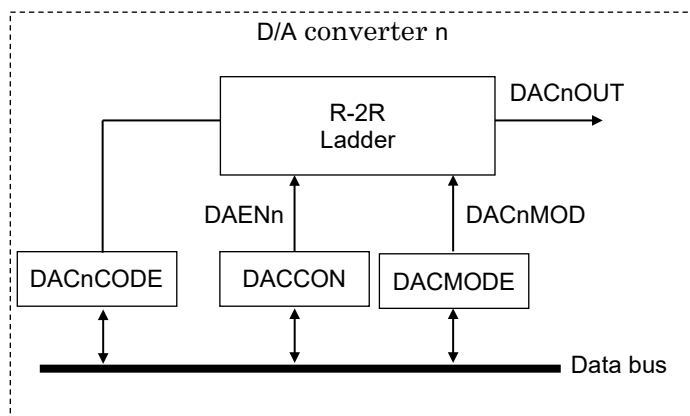 D/A converter n
R-2R
Ladder
DACnOUT
DAENn
DACnMOD
DACnCODE
DACCON
DACMODE
Data bus